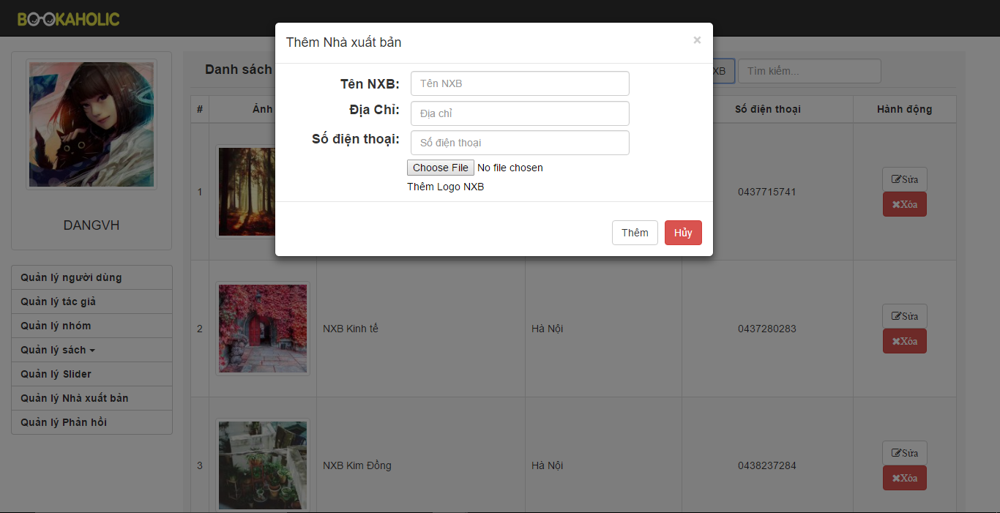 BOOKAHOLIC
DANGVH
Quản lý người dùng
Quản lý tác giả
Quản lý nhóm
Quản lý sách
Quản lý Slider
Quản lý Nhà xuất bản
Quản lý Phản hồi
Thêm Nhà xuất bản ×
Tên NXB: Tên NXB
Địa Chỉ: Địa chỉ
Số điện thoại: Số điện thoại
Choose File No file chosen
Thêm Logo NXB
Thêm Hủy
Danh sách XB Tìm kiếm...
# Ảnh Số điện thoại Hành động
1 0437715741 Sửa
Xóa
2 NXB Kinh tế Hà Nội 0437280283 Sửa
Xóa
3 NXB Kim Đồng Hà Nội 0438237284 Sửa
Xóa